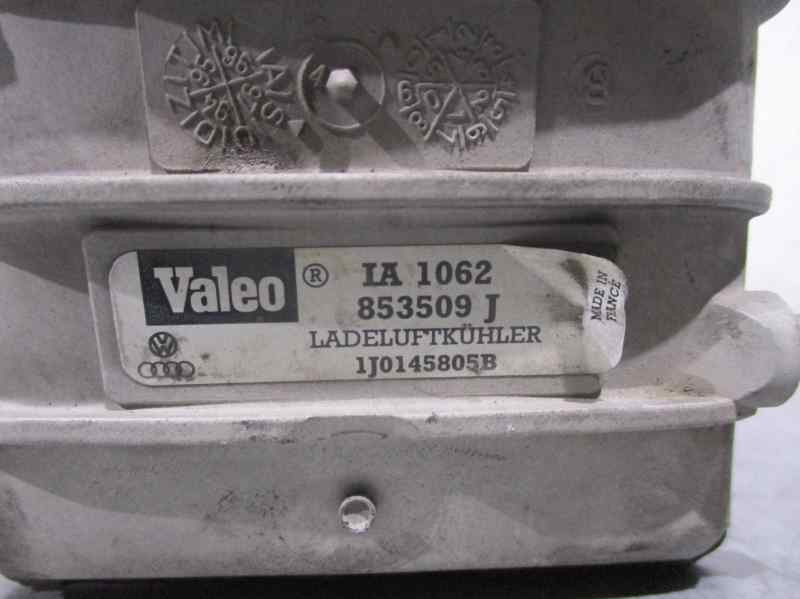 Valeo ® IA 1062
853509 J
LADELUFTKÜHLER
1J0145805B
MADE IN
FRANCE